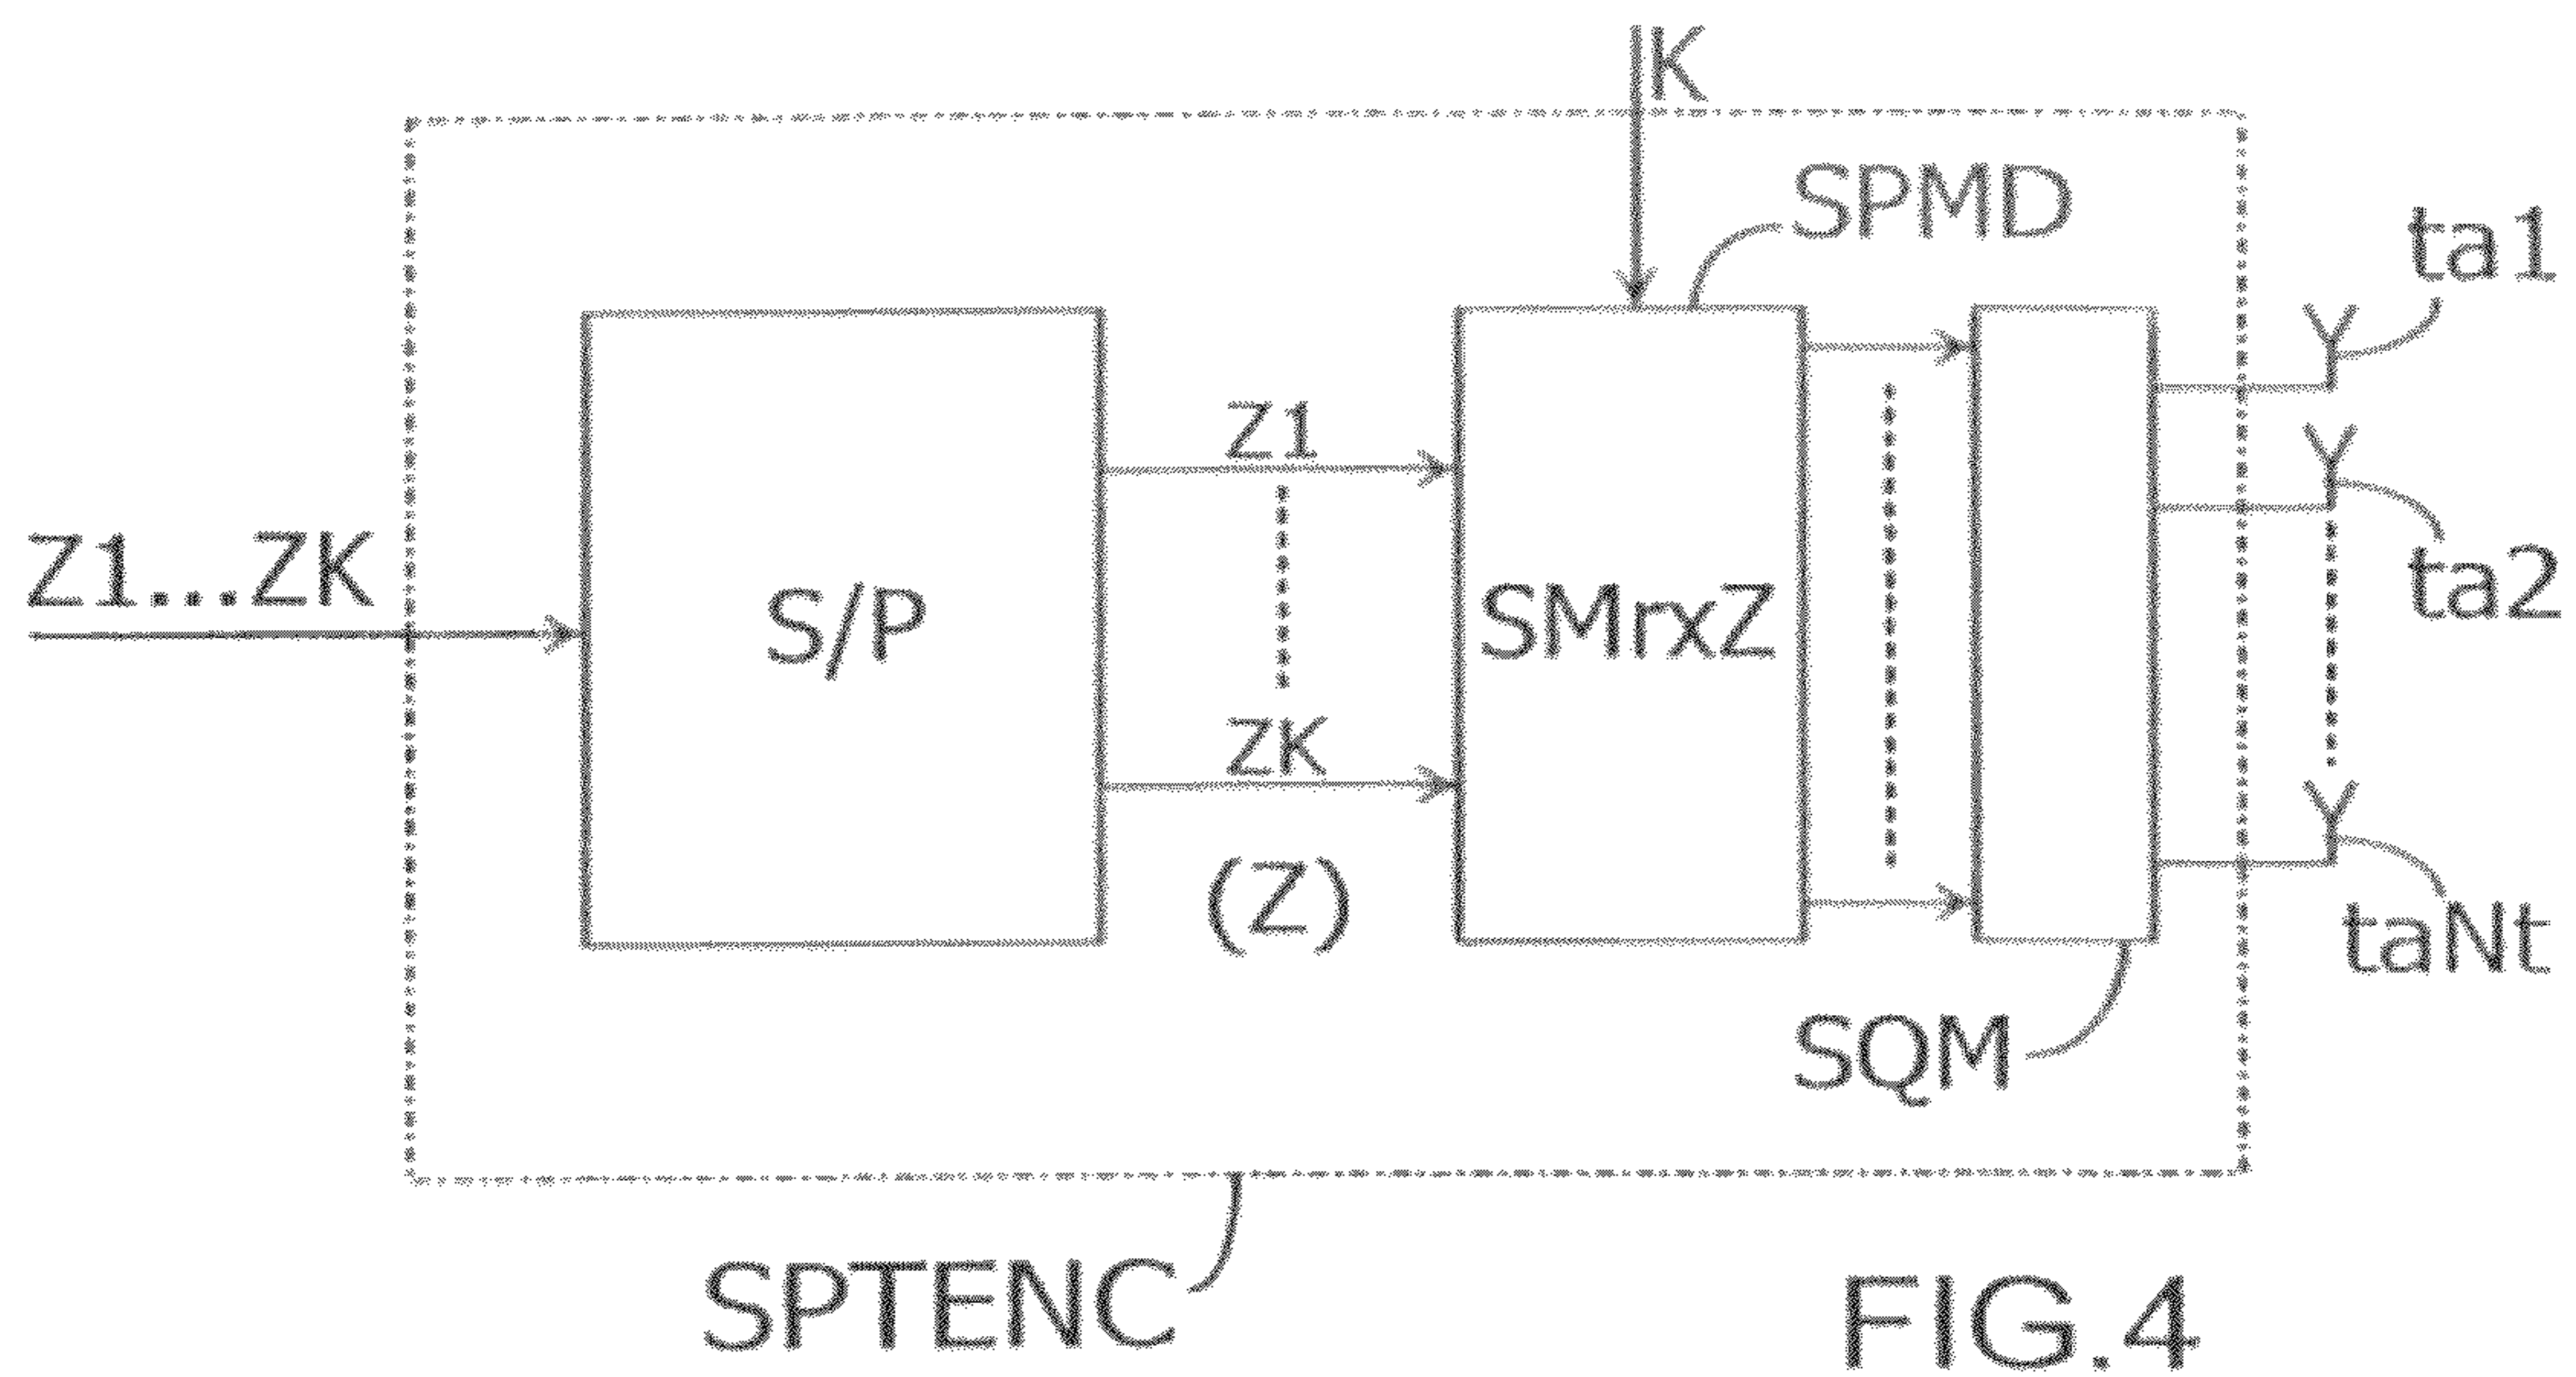 K
SPMD
ta1
Z1
Z1...ZK
S/P
SMrxZ
ta2
ZK
(Z)
taNt
SQM
SPTENC
FIG.4